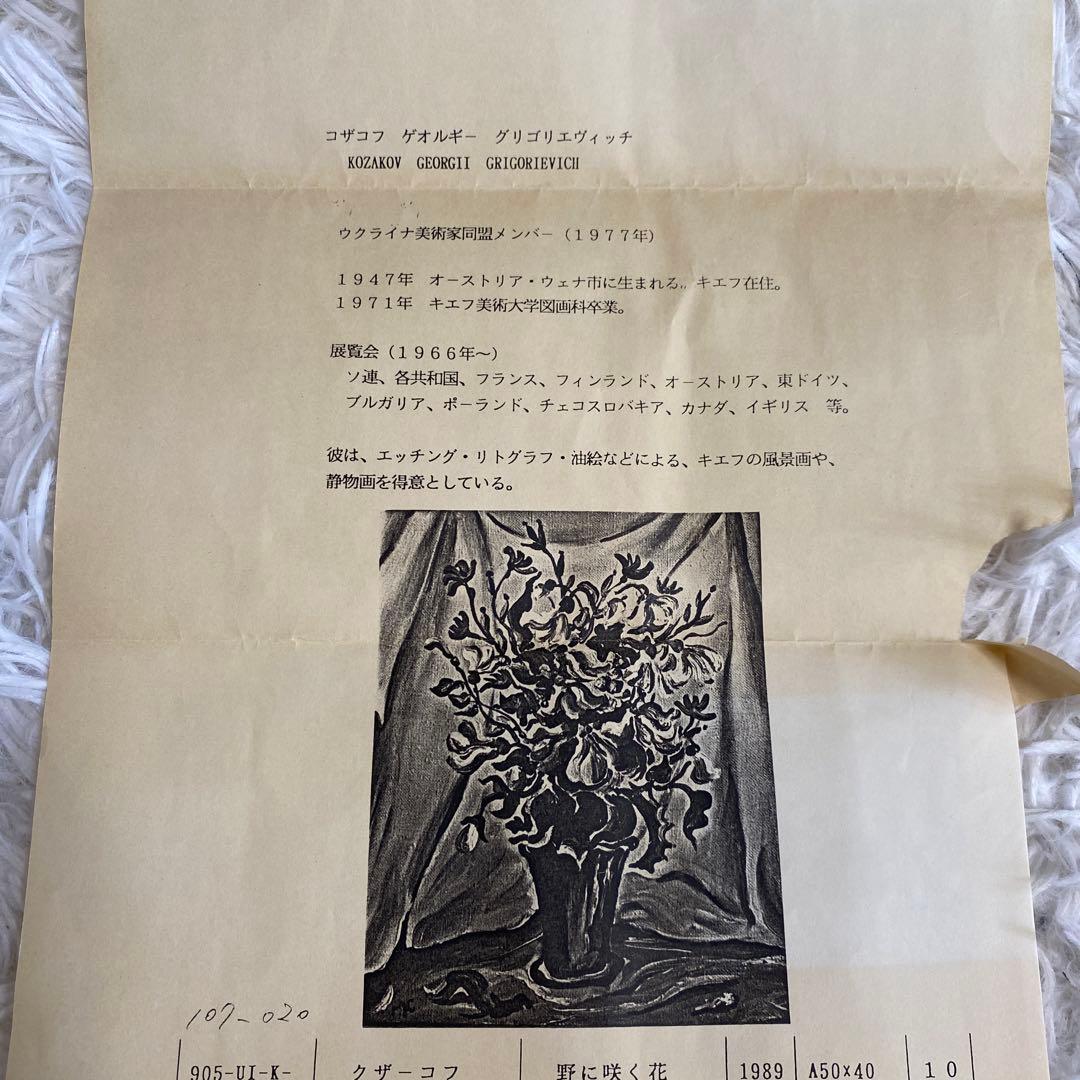 コザコフ　ゲオルギー　グリゴリエヴィッチ
KOZAKOV GEORGII GRIGORIEVICH
ウクライナ美術家同盟メンバー（１９７７年）
１９４７年　オーストリア・ウェナ市に生まれる。キエフ在住。
１９７１年　キエフ美術大学図画科卒業。
展覧会（１９６６年～）
ソ連、各共和国、フランス、フィンランド、オーストリア、東ドイツ、
ブルガリア、ポーランド、チェコスロバキア、カナダ、イギリス　等。
彼は、エッチング・リトグラフ・油絵などによる、キエフの風景画や、
静物画を得意としている。
107-020
905-UI-K- クザーコフ 野に咲く花 1989 A50×40 １０